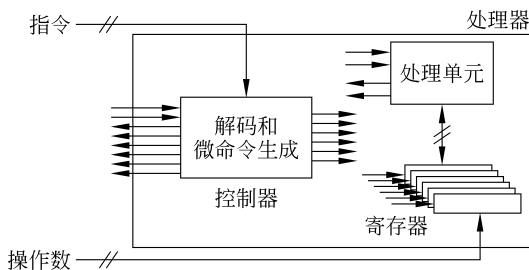 指令
处理器
处理单元
解码和
微命令生成
控制器
寄存器
操作数